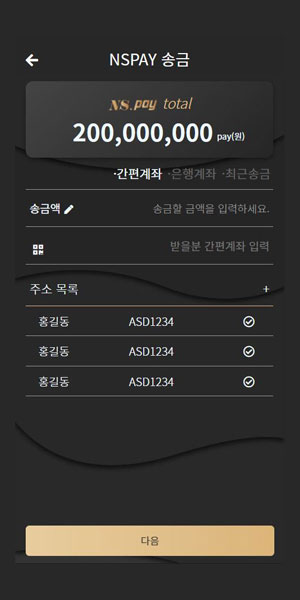 NSPAY 송금
NS.pay total
200,000,000 pay(원)
·간편계좌 ·은행계좌 ·최근송금
송금액 송금할 금액을 입력하세요.
받을분 간편계좌 입력
주소 목록 +
홍길동 ASD1234
홍길동 ASD1234
홍길동 ASD1234
다음